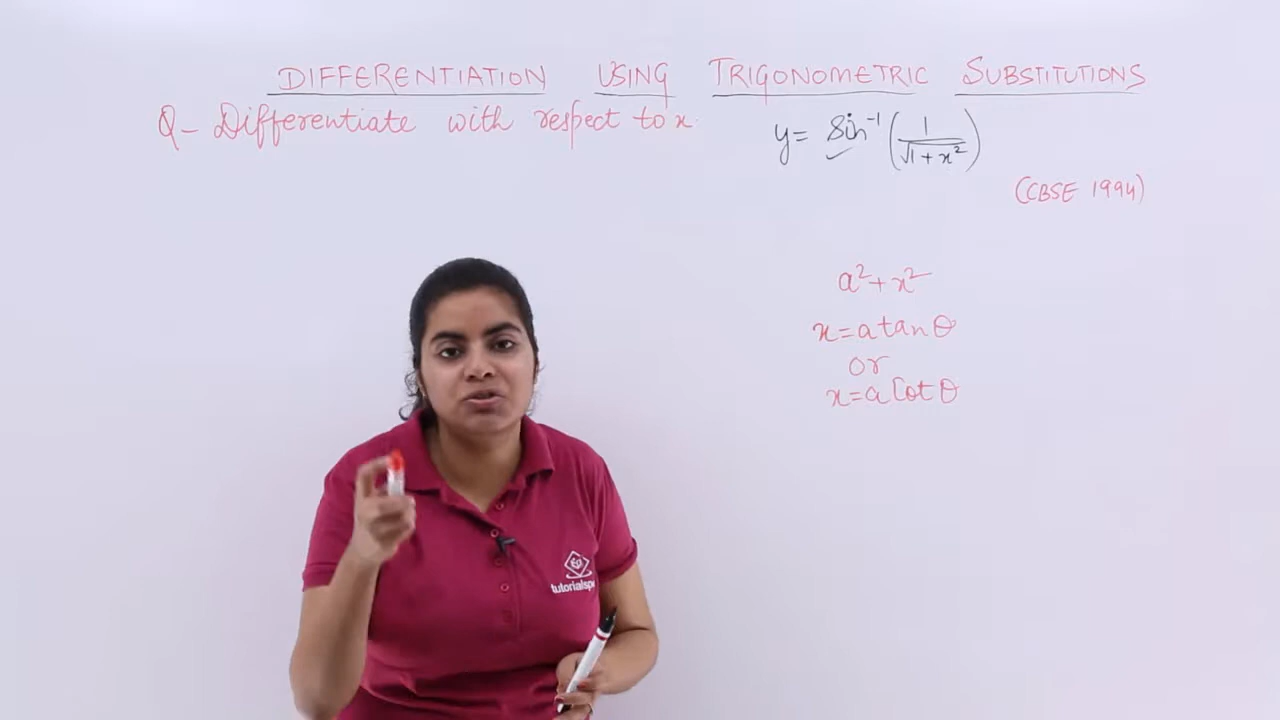 DIFFERENTIATION USING TRIGONOMETRIC SUBSTITUTIONS
Q- Differentiate with respect to x. y = Sin⁻¹ (1/√1+x²)
(CBSE 1994)
a²+x²
x=a tan θ
or
x=a Cot θ